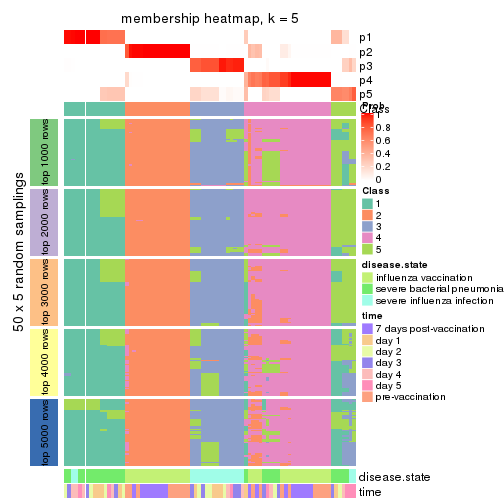 membership heatmap, k = 5
p1
p2
p3
p4
p5
Prob
Class
1
0.8
0.6
0.4
0.2
0
Class
1
2
3
4
5
disease.state
influenza vaccination
severe bacterial pneumonia
severe influenza infection
time
7 days post-vaccination
day 1
day 2
day 3
day 4
day 5
pre-vaccination
50 x 5 random samplings
top 1000 rows
top 2000 rows
top 3000 rows
top 4000 rows
top 5000 rows
disease.state
time